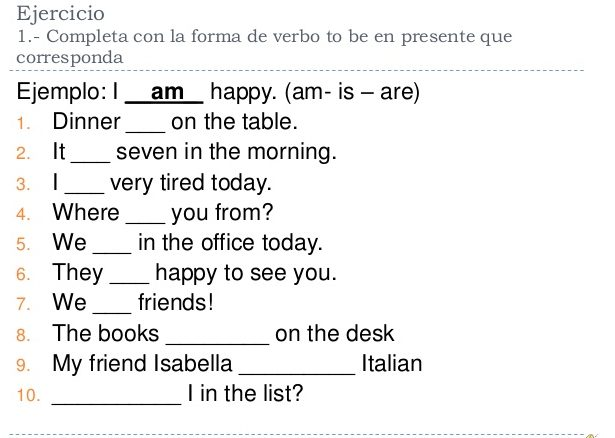 Ejercicio
1.- Completa con la forma de verbo to be en presente que
corresponda
Ejemplo: I __am__ happy. (am- is – are)
1. Dinner ___ on the table.
2. It ___ seven in the morning.
3. I ___ very tired today.
4. Where ___ you from?
5. We ___ in the office today.
6. They ___ happy to see you.
7. We ___ friends!
8. The books ________ on the desk
9. My friend Isabella _________ Italian
10. __________ I in the list?